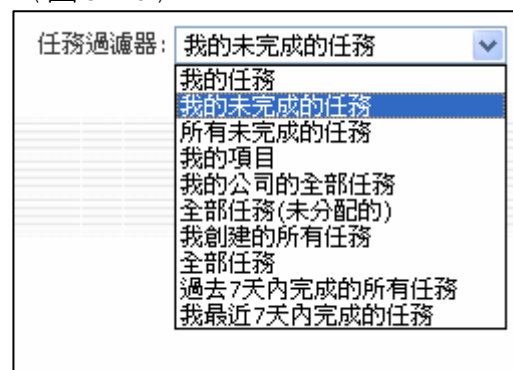 任務過濾器: 我的未完成的任務
我的任務
我的未完成的任務
所有未完成的任務
我的項目
我的公司的全部任務
全部任務(未分配的)
我創建的所有任務
全部任務
過去7天內完成的所有任務
我最近7天內完成的任務